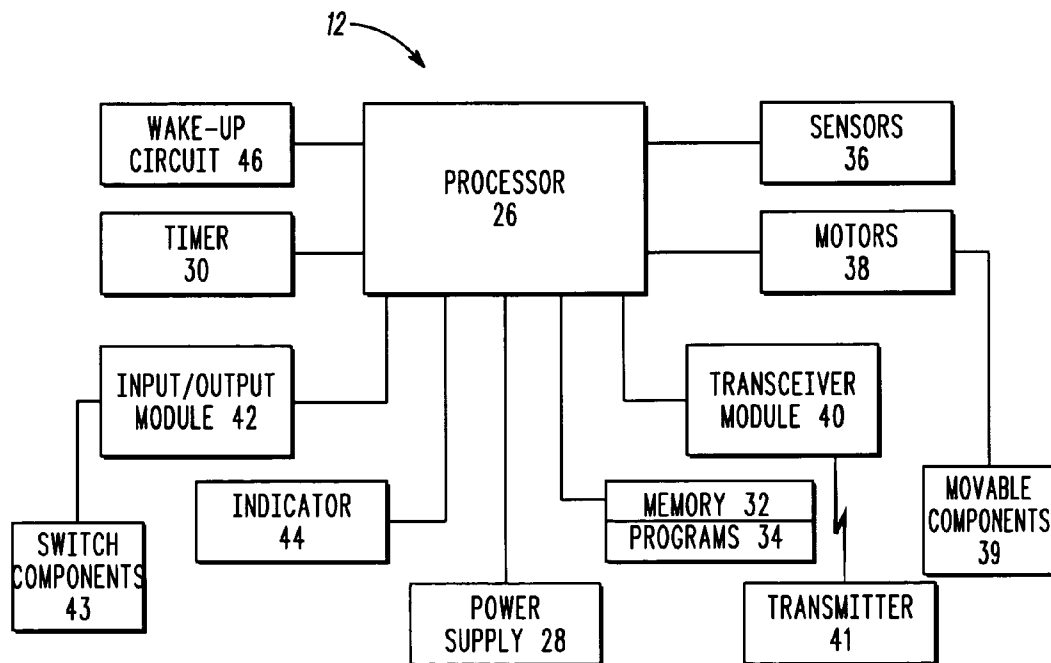 12
WAKE-UP
CIRCUIT 46
PROCESSOR
26
SENSORS
36
TIMER
30
MOTORS
38
INPUT/OUTPUT
MODULE 42
TRANSCEIVER
MODULE 40
INDICATOR
44
MEMORY 32
PROGRAMS 34
MOVABLE
COMPONENTS
39
SWITCH
COMPONENTS
43
POWER
SUPPLY 28
TRANSMITTER
41